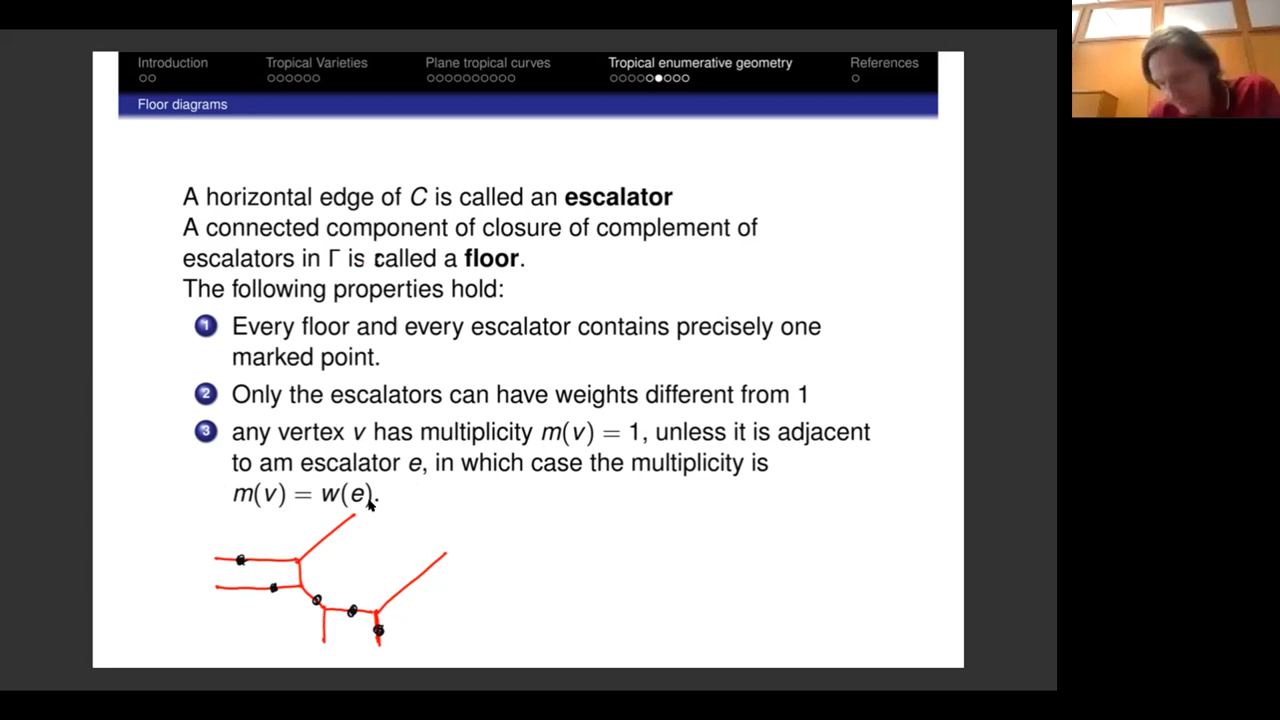 Introduction
Tropical Varieties
Plane tropical curves
Tropical enumerative geometry
References
Floor diagrams
A horizontal edge of C is called an escalator
A connected component of closure of complement of
escalators in Γ is called a floor.
The following properties hold:
1 Every floor and every escalator contains precisely one
marked point.
2 Only the escalators can have weights different from 1
3 any vertex v has multiplicity m(v) = 1, unless it is adjacent
to am escalator e, in which case the multiplicity is
m(v) = w(e).